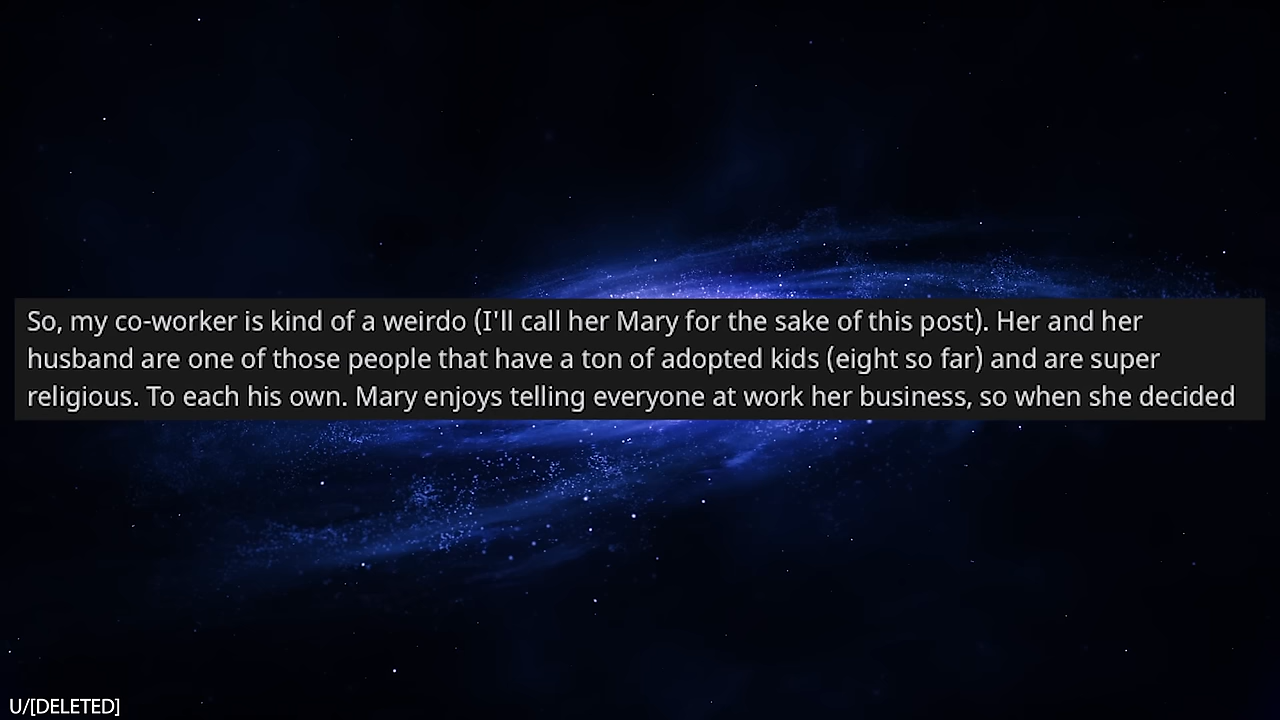 So, my co-worker is kind of a weirdo (I'll call her Mary for the sake of this post). Her and her
husband are one of those people that have a ton of adopted kids (eight so far) and are super
religious. To each his own. Mary enjoys telling everyone at work her business, so when she decided
U/[DELETED]